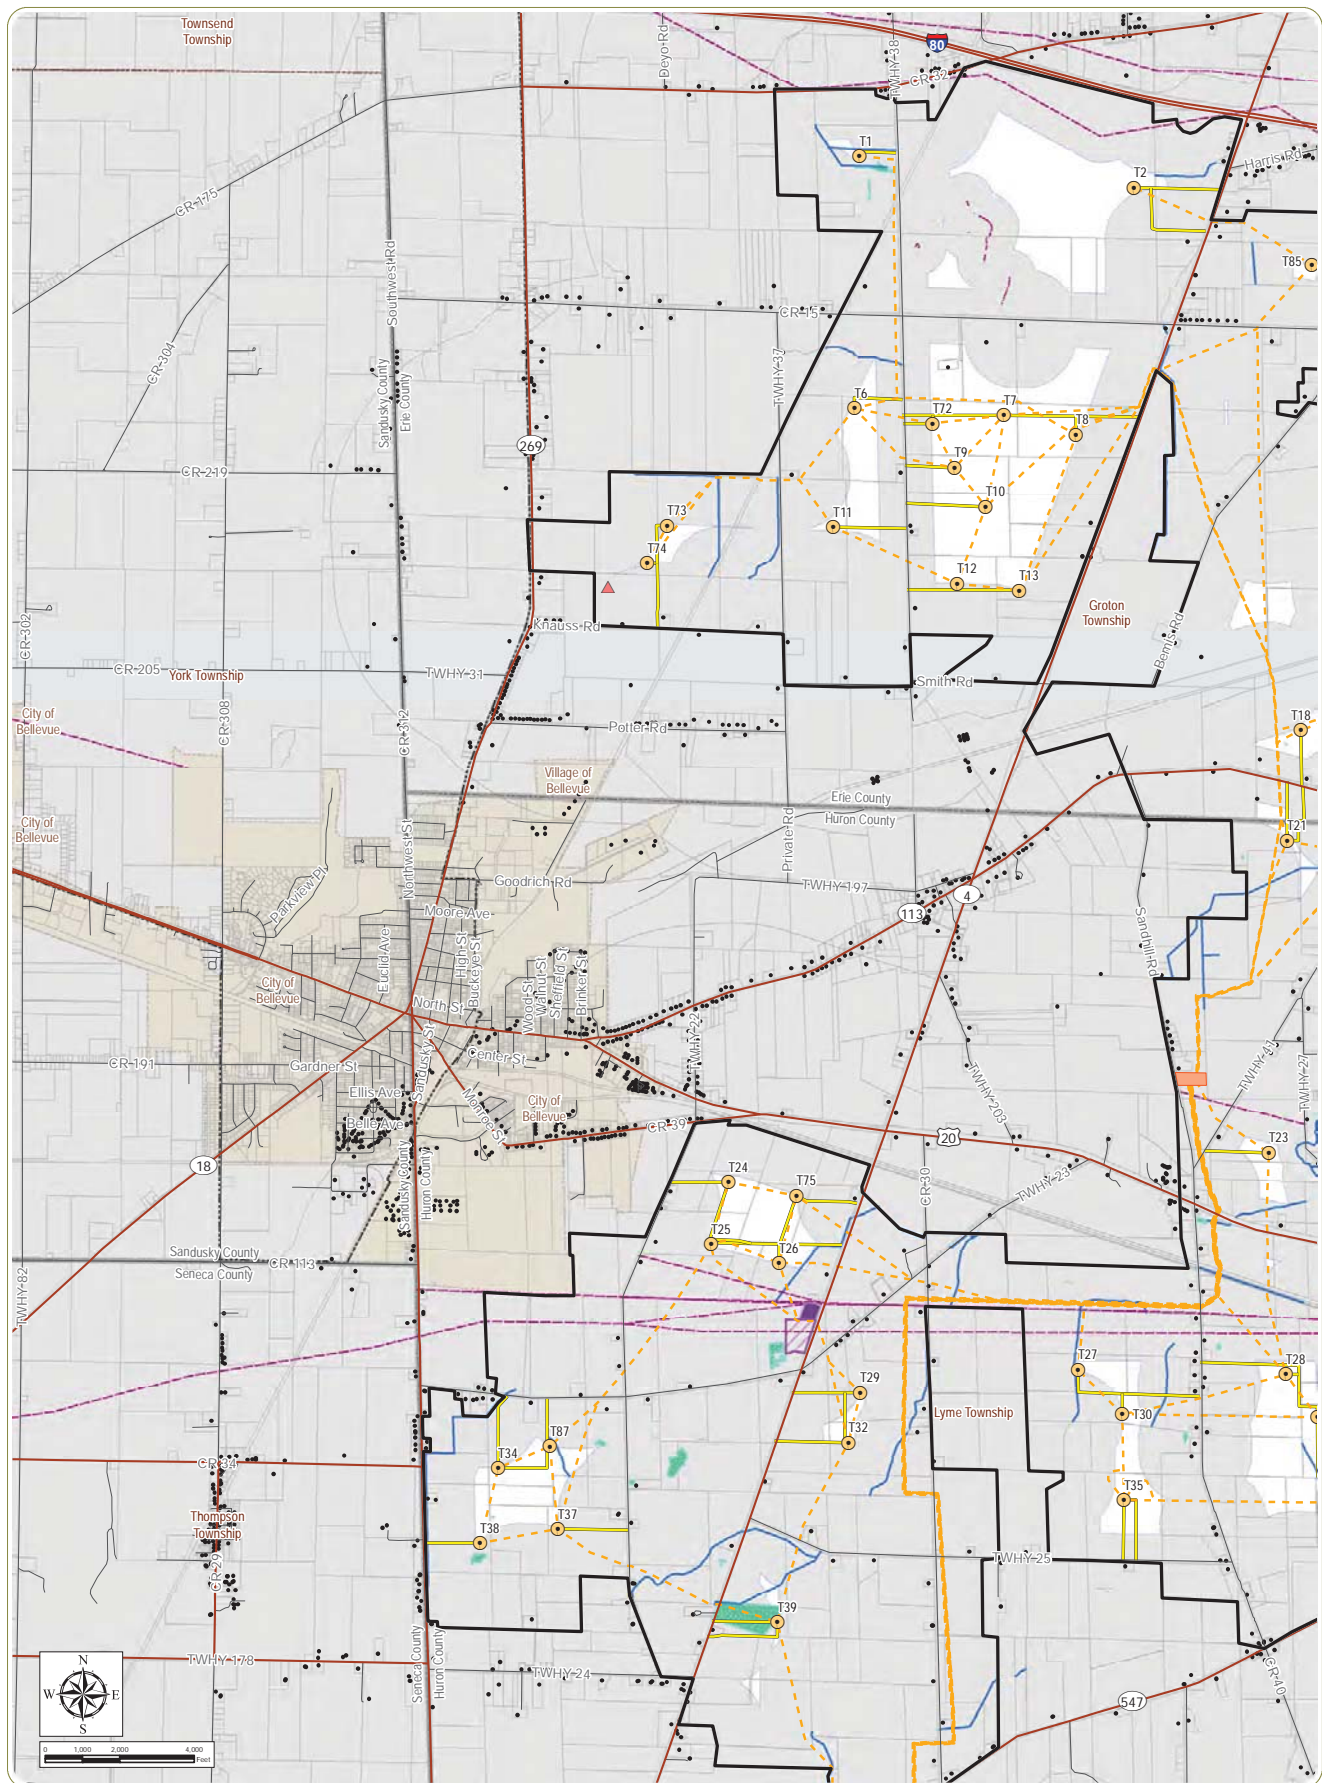 Townsend
Township
Deyo Rd
TWHY 38
80
CR 32
T1
T2
Harris Rd
CR 175
Southwest Rd
T85
CR 15
CR 304
TWHY 37
Sandusky County
Erie County
T6
T72
T7
T8
269
T9
CR 219
T10
T73
T11
T74
T12
T13
Groton
Township
CR 302
Knauss Rd
Bemis Rd
CR 205
York Township
TWHY 31
Smith Rd
City of
Bellevue
CR 308
CR 312
Potter Rd
T18
Village of
Bellevue
Erie County
Huron County
City of
Bellevue
Private Rd
T21
Northwest St
Goodrich Rd
TWHY 197
Parkview Pl
4
113
Moore Ave
Euclid Ave
High St
Buckeye St
Sandhill Rd
Wood St
Walnut St
Sheffield St
Brinker St
City of
Bellevue
North St
TWHY 22
CR 191
Gardner St
Sandusky St
Center St
TWHY 203
TWHY 41
TWHY 27
Ellis Ave
Monroe St
City of
Bellevue
Belle Ave
CR 39
20
T23
18
Sandusky County
Huron County
T24
T75
CR 30
TWHY 23
T25
T26
Sandusky County
CR 113
Seneca County
TWHY 82
T27
T28
T29
Lyme Township
T30
T32
T87
T34
CR 34
T35
Thompson
Township
T37
T38
TWHY 25
CR 29
T39
Seneca County
Huron County
TWHY 178
TWHY 24
CR 40
547
N
W E
S
0 1,000 2,000 4,000
Feet